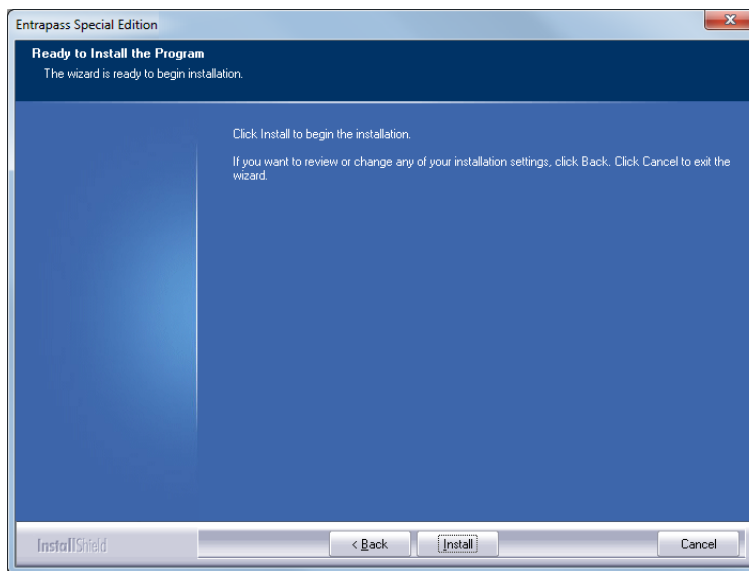 Entrapass Special Edition
Ready to Install the Program
The wizard is ready to begin installation.
Click Install to begin the installation.
If you want to review or change any of your installation settings, click Back. Click Cancel to exit the
wizard.
InstallShield
< Back
Install
Cancel